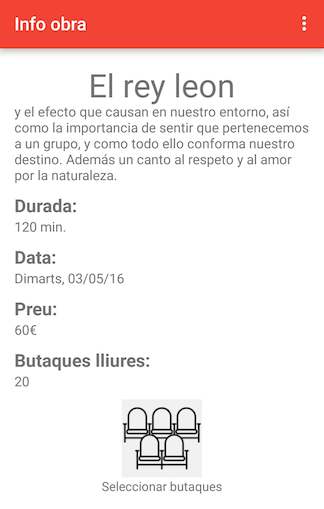 Info obra
El rey leon
y el efecto que causan en nuestro entorno, así
como la importancia de sentir que pertenecemos
a un grupo, y como todo ello conforma nuestro
destino. Además un canto al respeto y al amor
por la naturaleza.
Durada:
120 min.
Data:
Dimarts, 03/05/16
Preu:
60€
Butaques lliures:
20
Seleccionar butaques